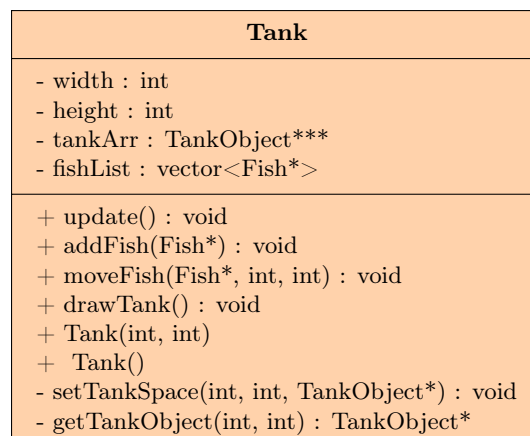 Tank
- width : int
- height : int
- tankArr : TankObject***
- fishList : vector<Fish*>
+ update() : void
+ addFish(Fish*) : void
+ moveFish(Fish*, int, int) : void
+ drawTank() : void
+ Tank(int, int)
+ Tank()
- setTankSpace(int, int, TankObject*) : void
- getTankObject(int, int) : TankObject*